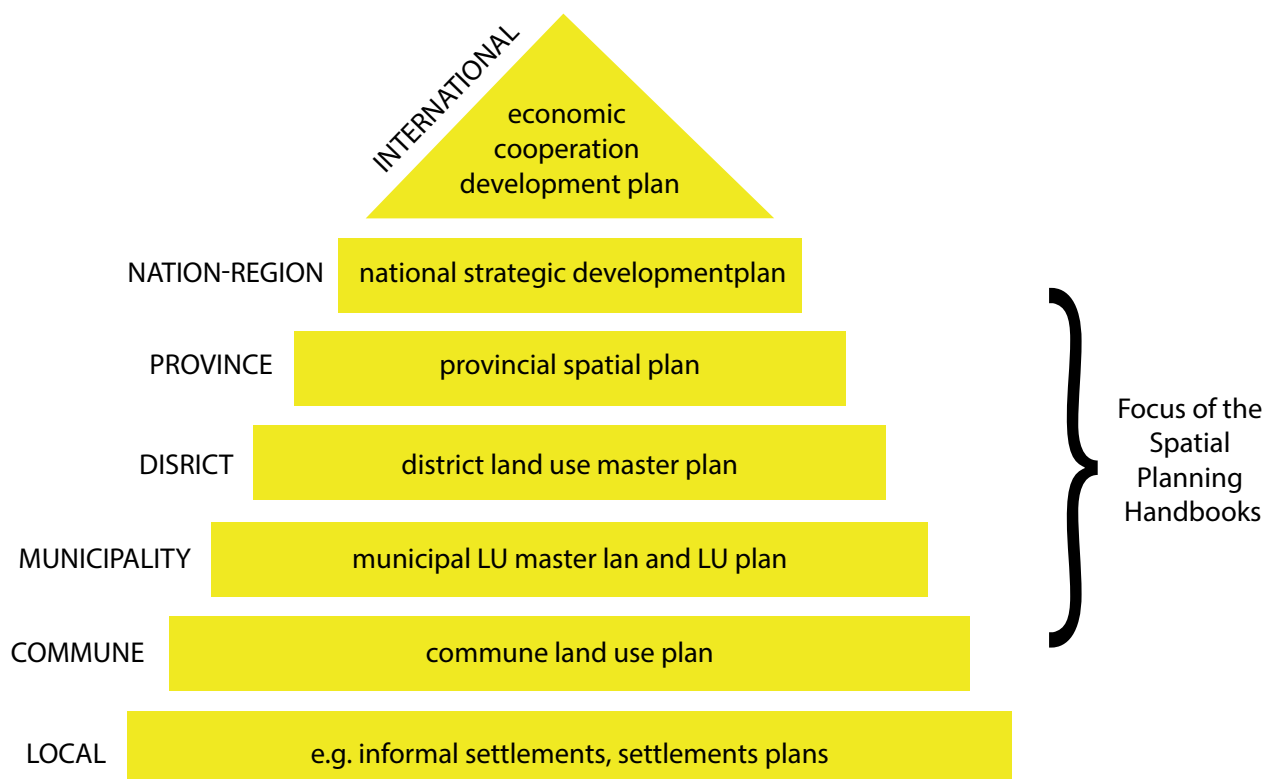 INTERNATIONAL
economic
cooperation
development plan
NATION-REGION
national strategic developmentplan
PROVINCE
provincial spatial plan
DISRICT
district land use master plan
MUNICIPALITY
municipal LU master lan and LU plan
COMMUNE
commune land use plan
LOCAL
e.g. informal settlements, settlements plans
Focus of the
Spatial
Planning
Handbooks